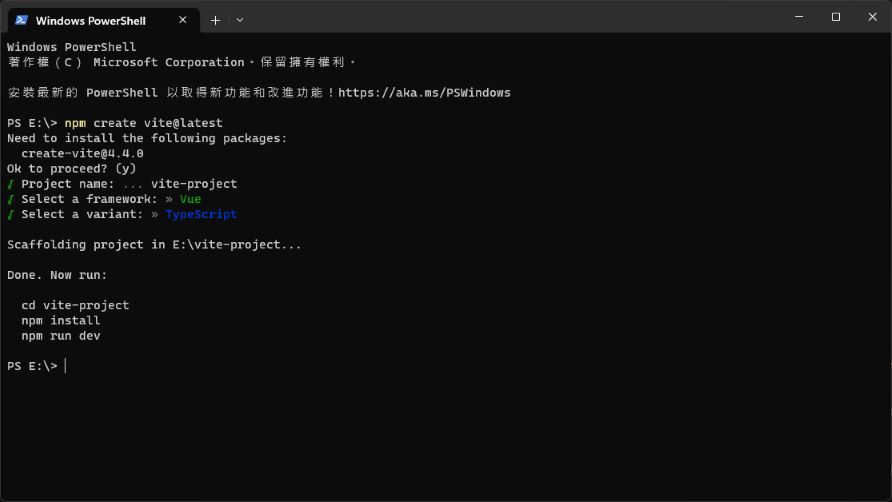 Windows PowerShell
Windows PowerShell
著作權（C） Microsoft Corporation。保留擁有權利。
安裝最新的 PowerShell 以取得新功能和改進功能！https://aka.ms/PSWindows
PS E:\> npm create vite@latest
Need to install the following packages:
  create-vite@4.4.0
Ok to proceed? (y)
√ Project name: ... vite-project
√ Select a framework: » Vue
√ Select a variant: » TypeScript
Scaffolding project in E:\vite-project...
Done. Now run:
  cd vite-project
  npm install
  npm run dev
PS E:\>